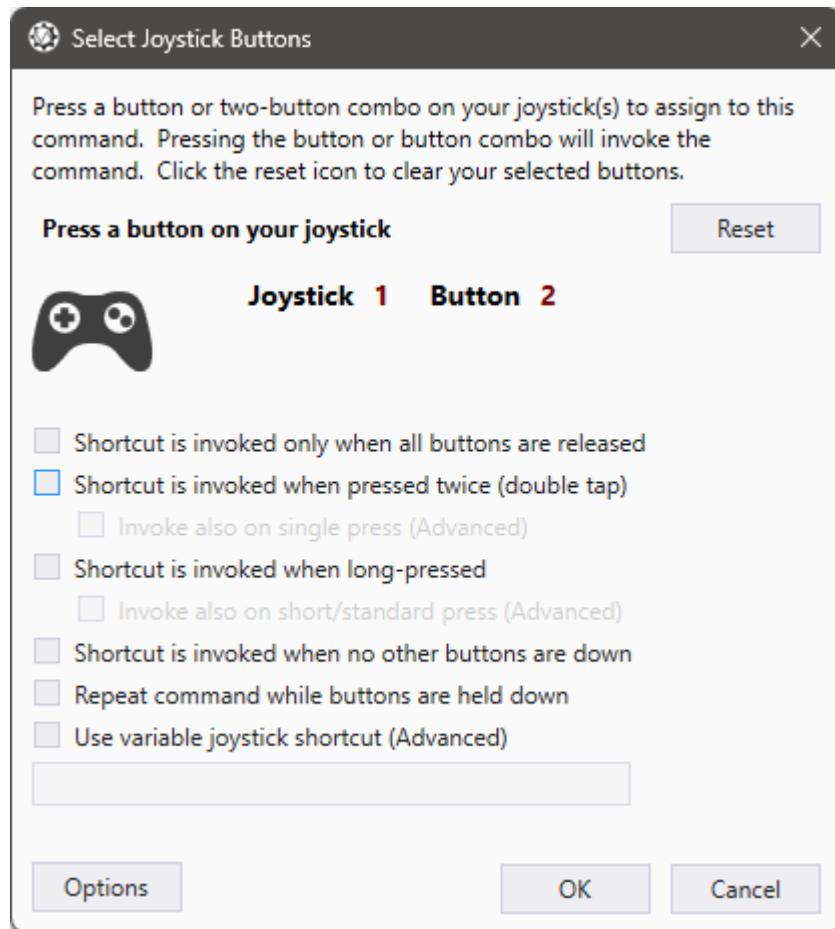 Select Joystick Buttons
Press a button or two-button combo on your joystick(s) to assign to this
command.  Pressing the button or button combo will invoke the
command.  Click the reset icon to clear your selected buttons.
Press a button on your joystick
Reset
Joystick 1 Button 2
Shortcut is invoked only when all buttons are released
Shortcut is invoked when pressed twice (double tap)
Invoke also on single press (Advanced)
Shortcut is invoked when long-pressed
Invoke also on short/standard press (Advanced)
Shortcut is invoked when no other buttons are down
Repeat command while buttons are held down
Use variable joystick shortcut (Advanced)
Options
OK
Cancel